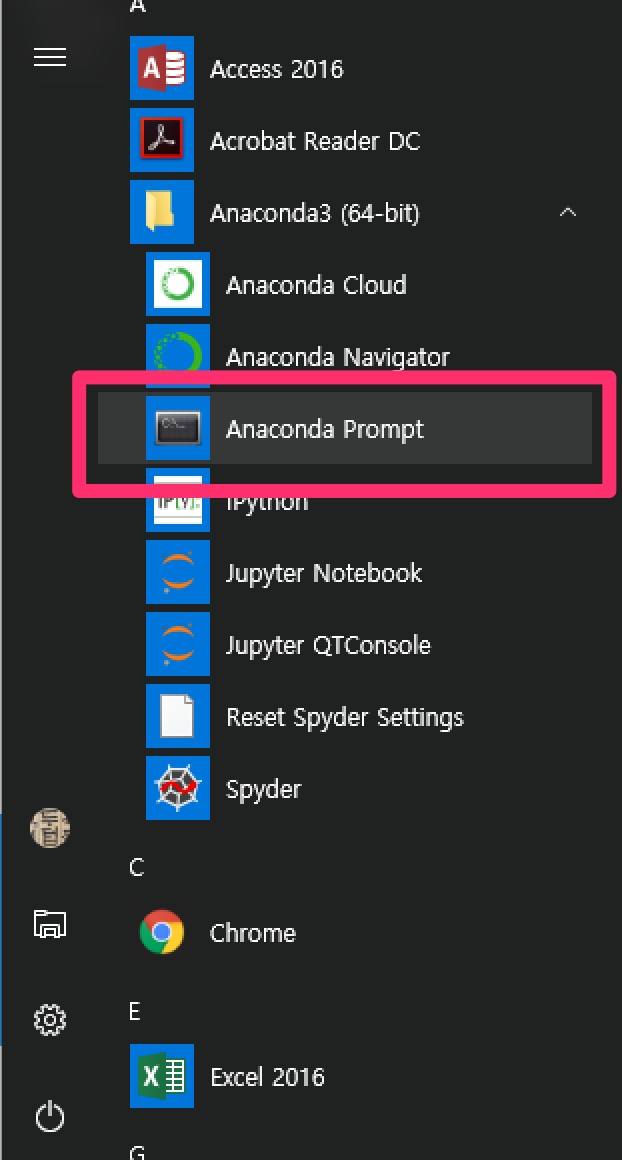 A
Access 2016
Acrobat Reader DC
Anaconda3 (64-bit)
Anaconda Cloud
Anaconda Navigator
Anaconda Prompt
IPython
Jupyter Notebook
Jupyter QTConsole
Reset Spyder Settings
Spyder
C
Chrome
E
Excel 2016
G